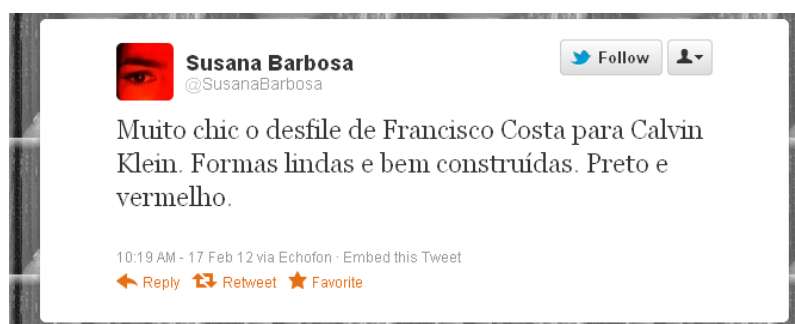 Susana Barbosa
@SusanaBarbosa
Follow
Muito chic o desfile de Francisco Costa para Calvin
Klein. Formas lindas e bem construídas. Preto e
vermelho.
10:19 AM - 17 Feb 12 via Echofon · Embed this Tweet
Reply Retweet Favorite